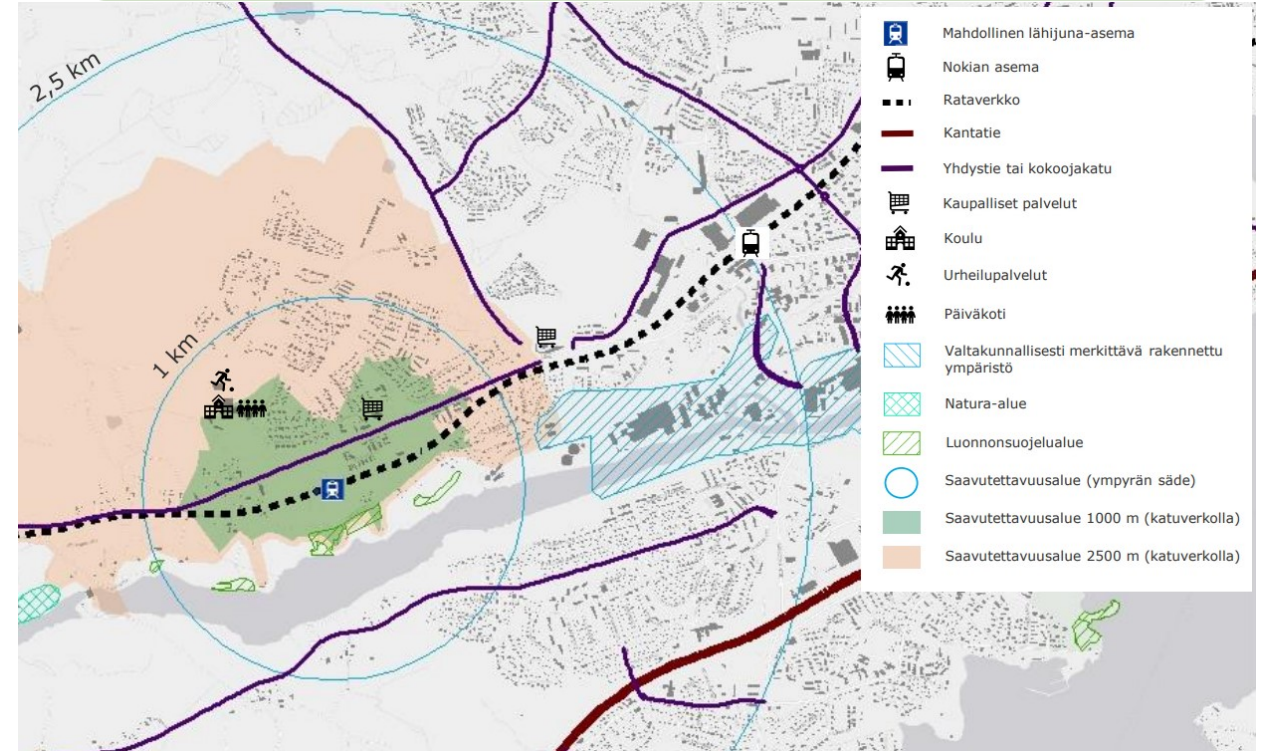 2,5 km
1 km
Mahdollinen lähijuna-asema
Nokian asema
Rataverkko
Kantatie
Yhdystie tai kokoojakatu
Kaupalliset palvelut
Koulu
Urheilupalvelut
Päiväkoti
Valtakunnallisesti merkittävä rakennettu
ympäristö
Natura-alue
Luonnonsuojelualue
Saavutettavuusalue (ympyrän säde)
Saavutettavuusalue 1000 m (katuverkolla)
Saavutettavuusalue 2500 m (katuverkolla)